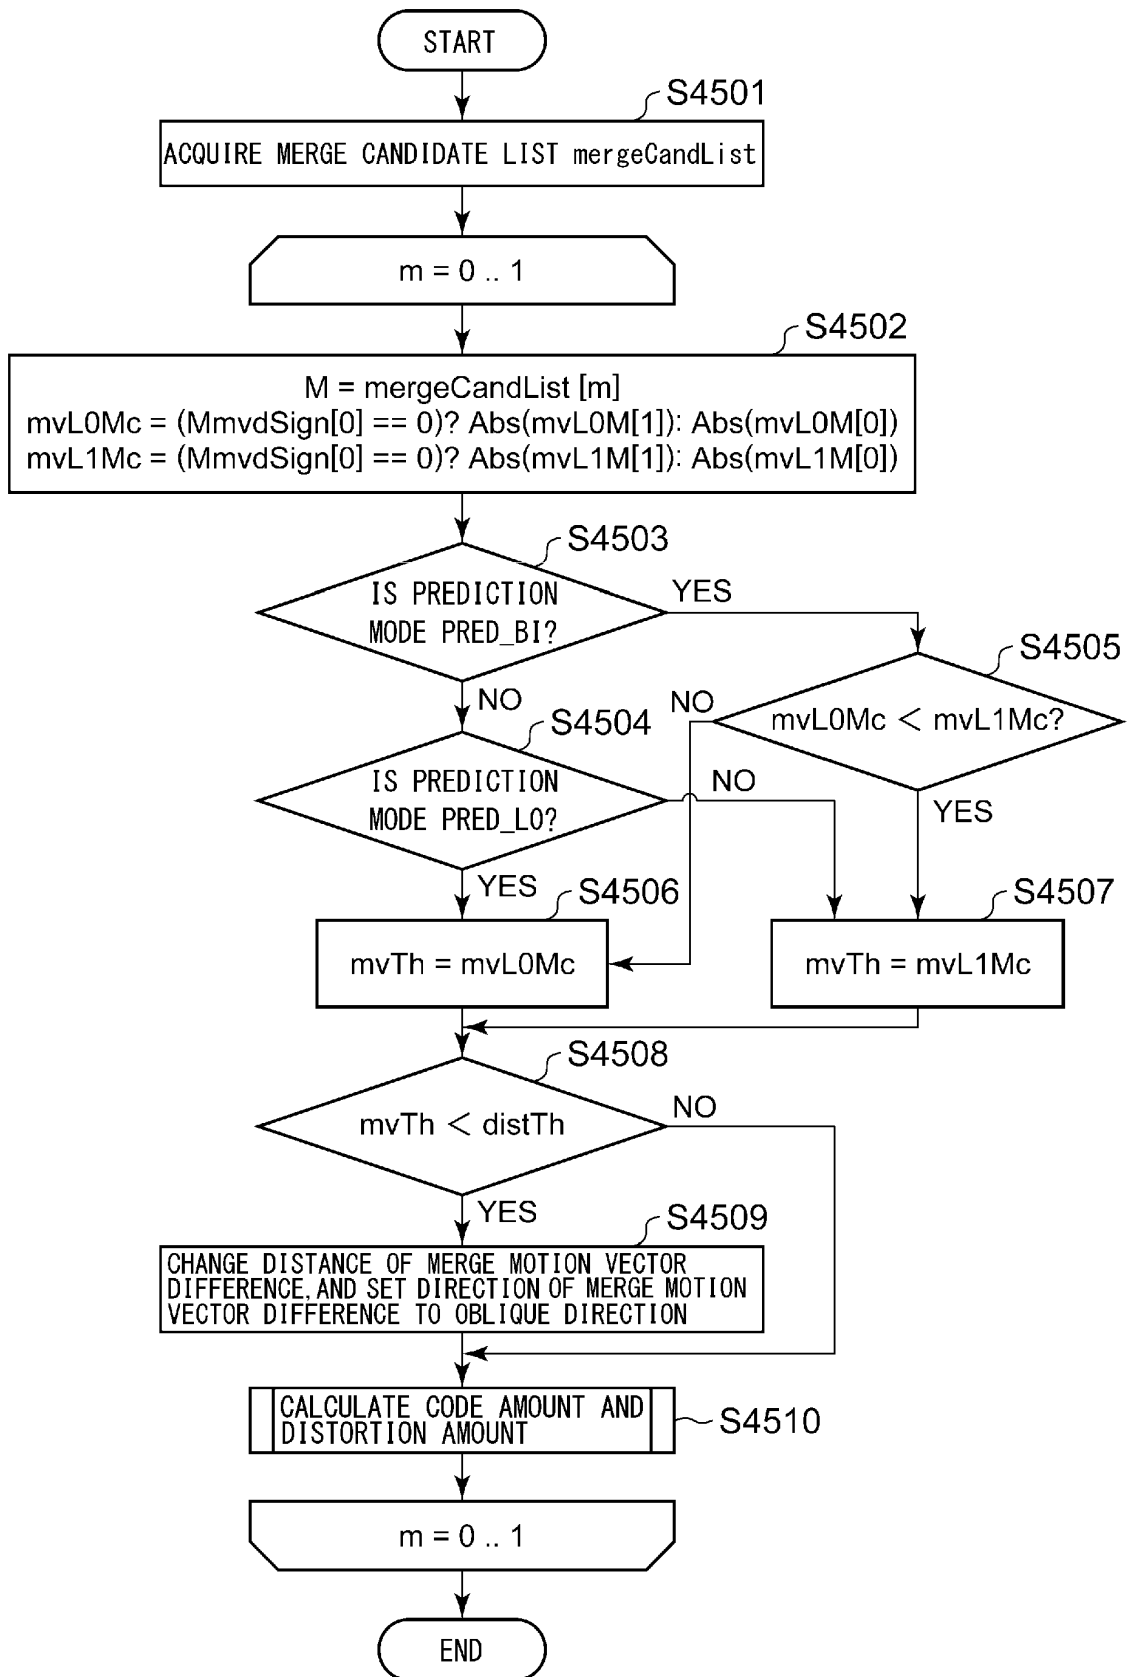 START
S4501
ACQUIRE MERGE CANDIDATE LIST mergeCandList
m = 0 .. 1
S4502
M = mergeCandList [m]
mvL0Mc = (MmvdSign[0] == 0)? Abs(mvL0M[1]): Abs(mvL0M[0])
mvL1Mc = (MmvdSign[0] == 0)? Abs(mvL1M[1]): Abs(mvL1M[0])
S4503
IS PREDICTION
MODE PRED_BI?
YES
NO
S4505
mvL0Mc < mvL1Mc?
NO
YES
S4504
IS PREDICTION
MODE PRED_L0?
NO
YES
S4506
mvTh = mvL0Mc
S4507
mvTh = mvL1Mc
S4508
mvTh < distTh
NO
YES
S4509
CHANGE DISTANCE OF MERGE MOTION VECTOR
DIFFERENCE, AND SET DIRECTION OF MERGE MOTION
VECTOR DIFFERENCE TO OBLIQUE DIRECTION
CALCULATE CODE AMOUNT AND
DISTORTION AMOUNT
S4510
m = 0 .. 1
END